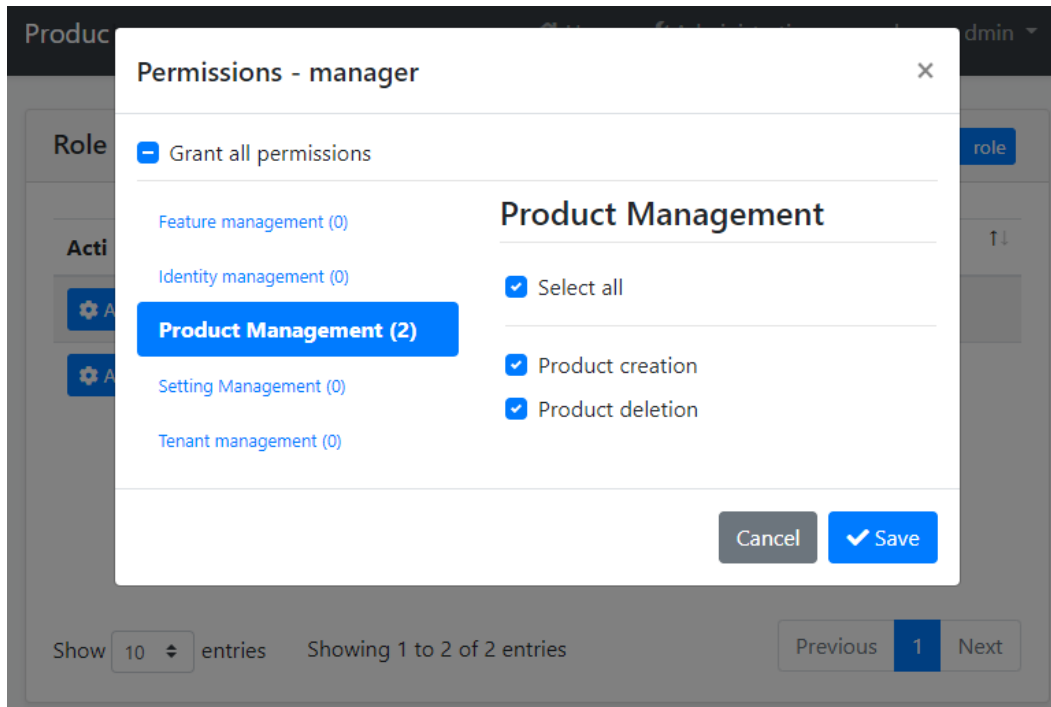 Produc
dmin
Permissions - manager
×
Role
role
Grant all permissions
Feature management (0)
Product Management
Acti
Identity management (0)
Select all
A
Product Management (2)
Product creation
A
Setting Management (0)
Product deletion
Tenant management (0)
Cancel
Save
Show 10 entries
Showing 1 to 2 of 2 entries
Previous 1 Next